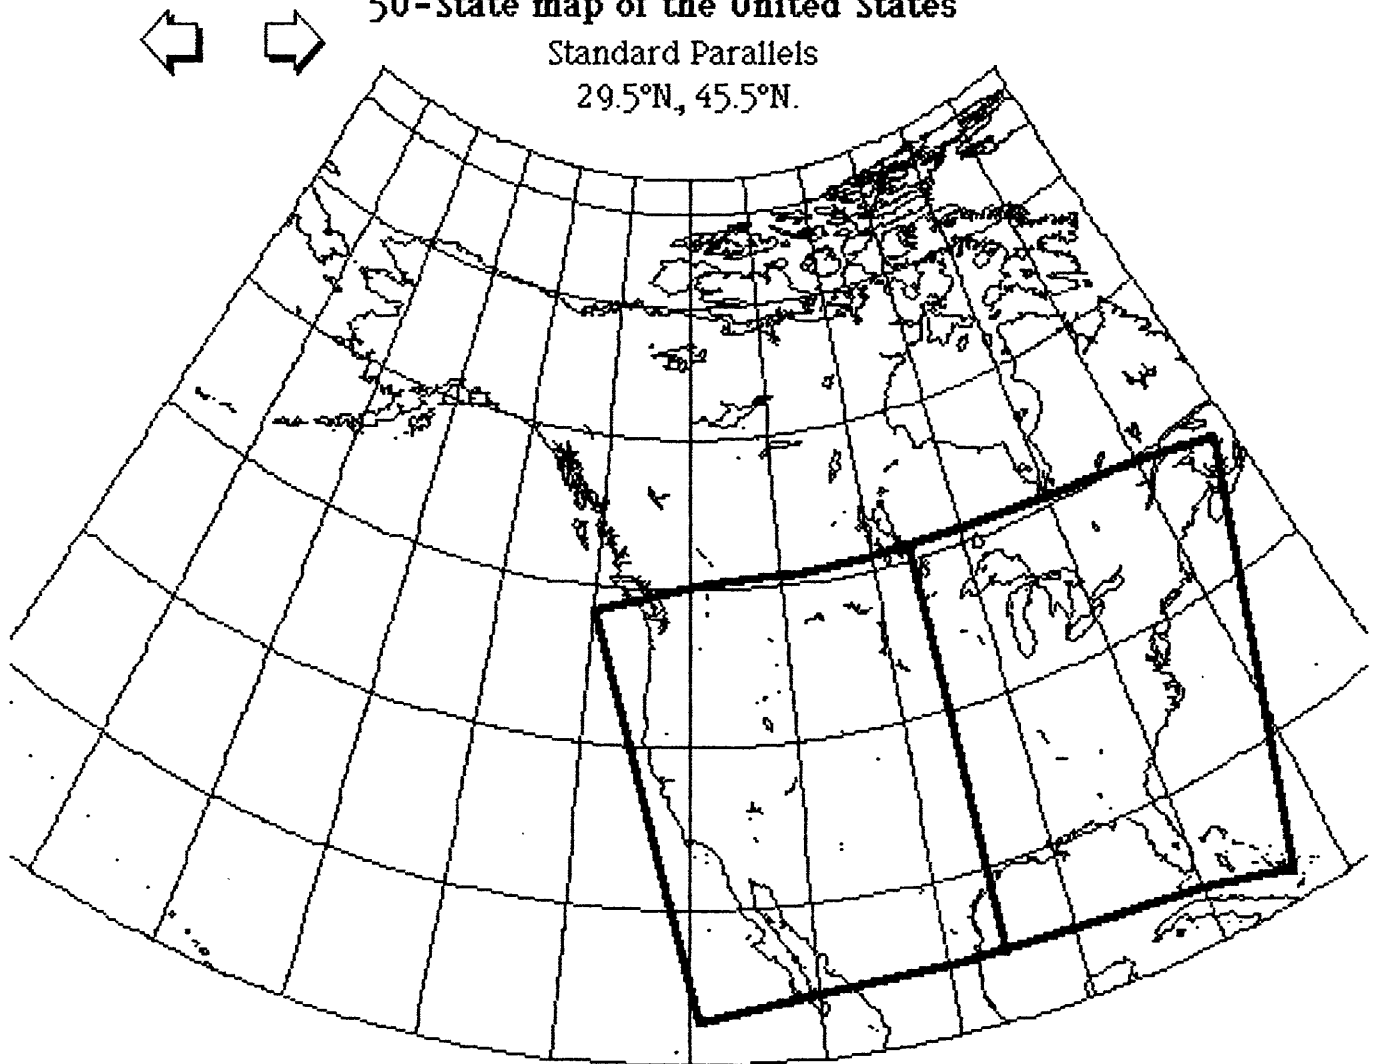 50-State map of the United States
Standard Parallels
29.5°N., 45.5°N.